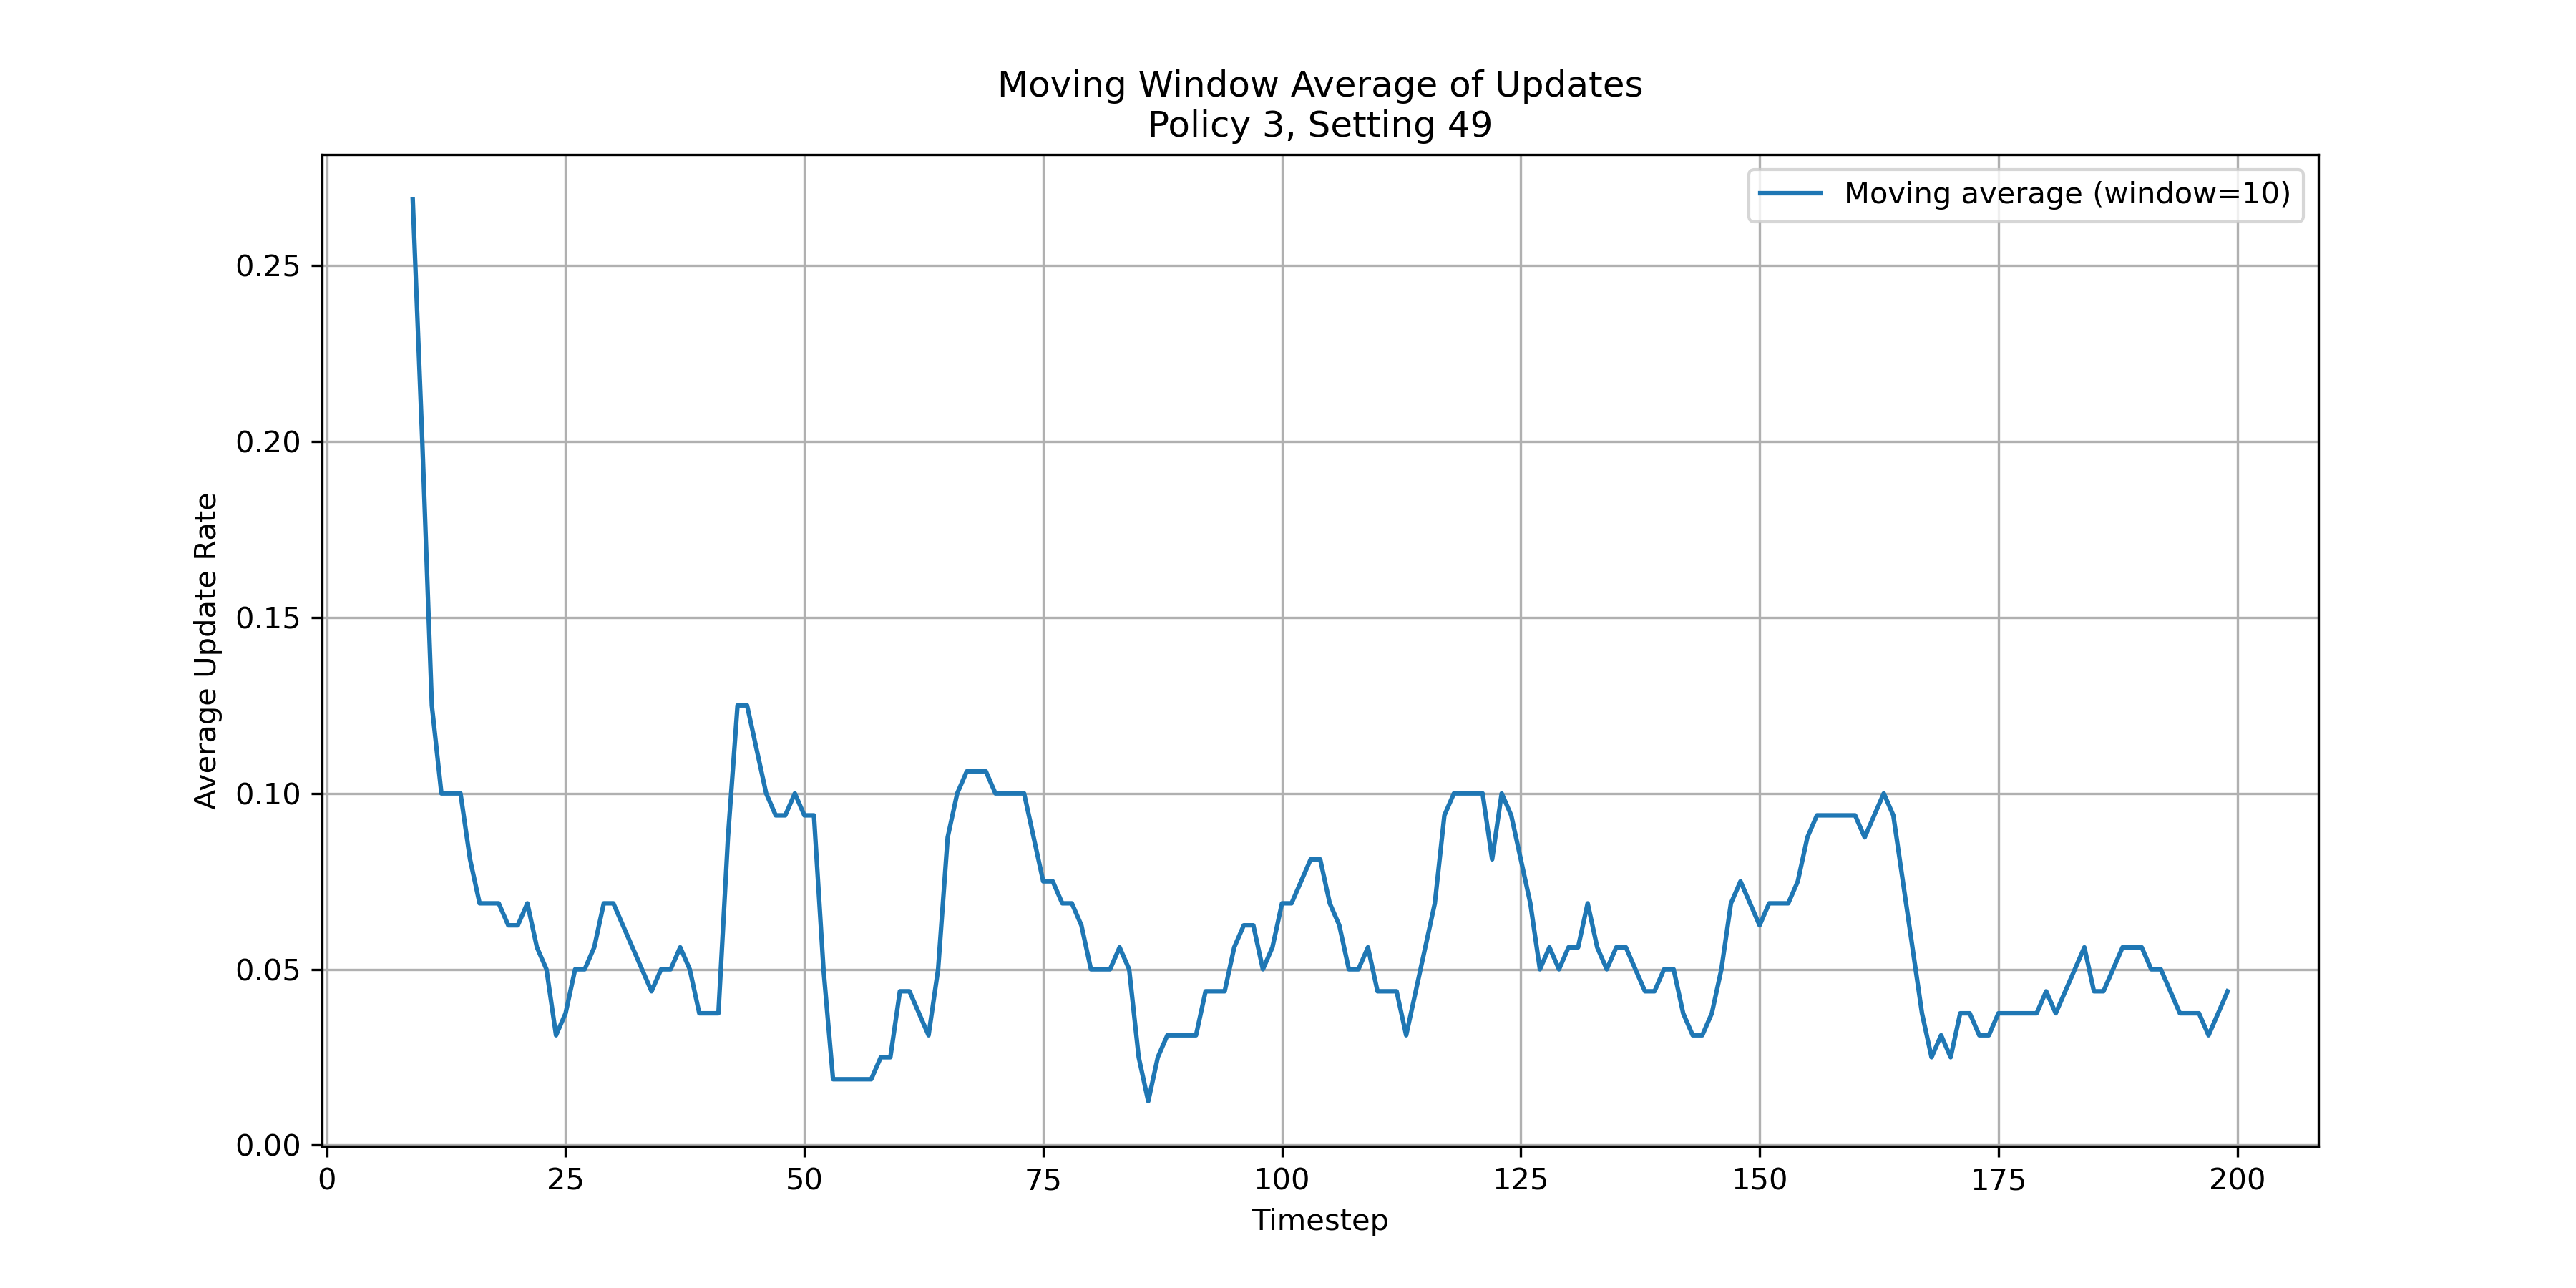 Moving Window Average of Updates
Policy 3, Setting 49
Moving average (window=10)
Average Update Rate
0.25
0.20
0.15
0.10
0.05
0.00
0 25 50 75 100 125 150 175 200
Timestep